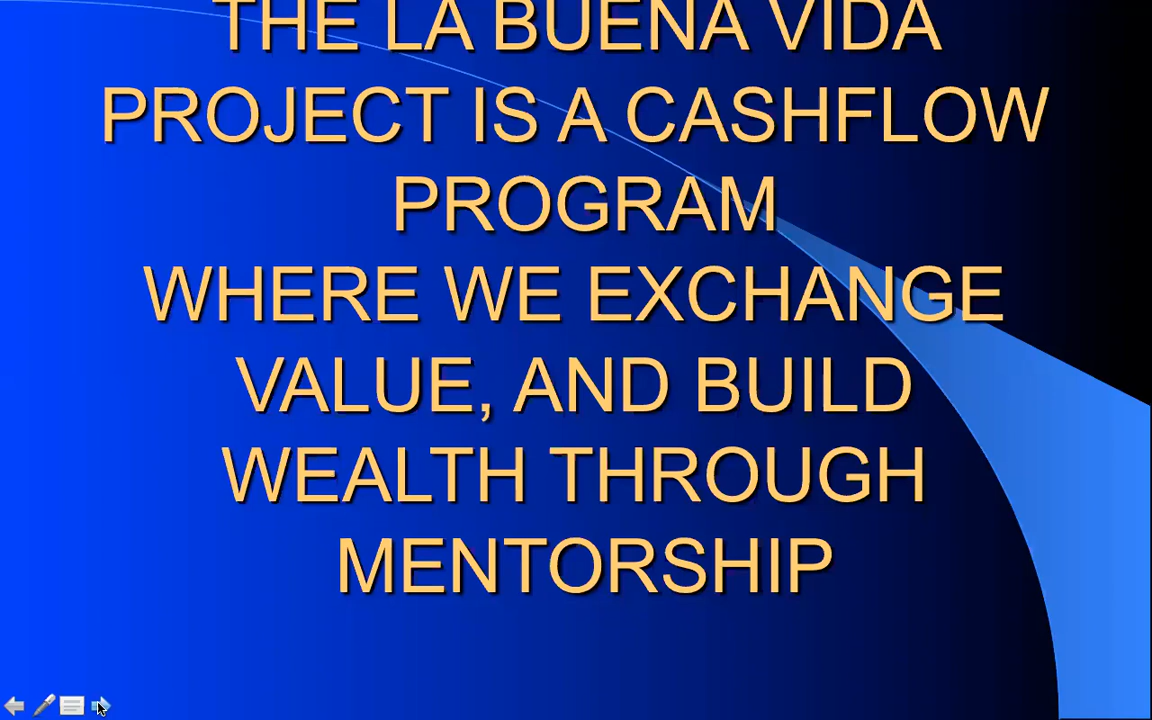 THE LA BUENA VIDA
PROJECT IS A CASHFLOW
PROGRAM
WHERE WE EXCHANGE
VALUE, AND BUILD
WEALTH THROUGH
MENTORSHIP